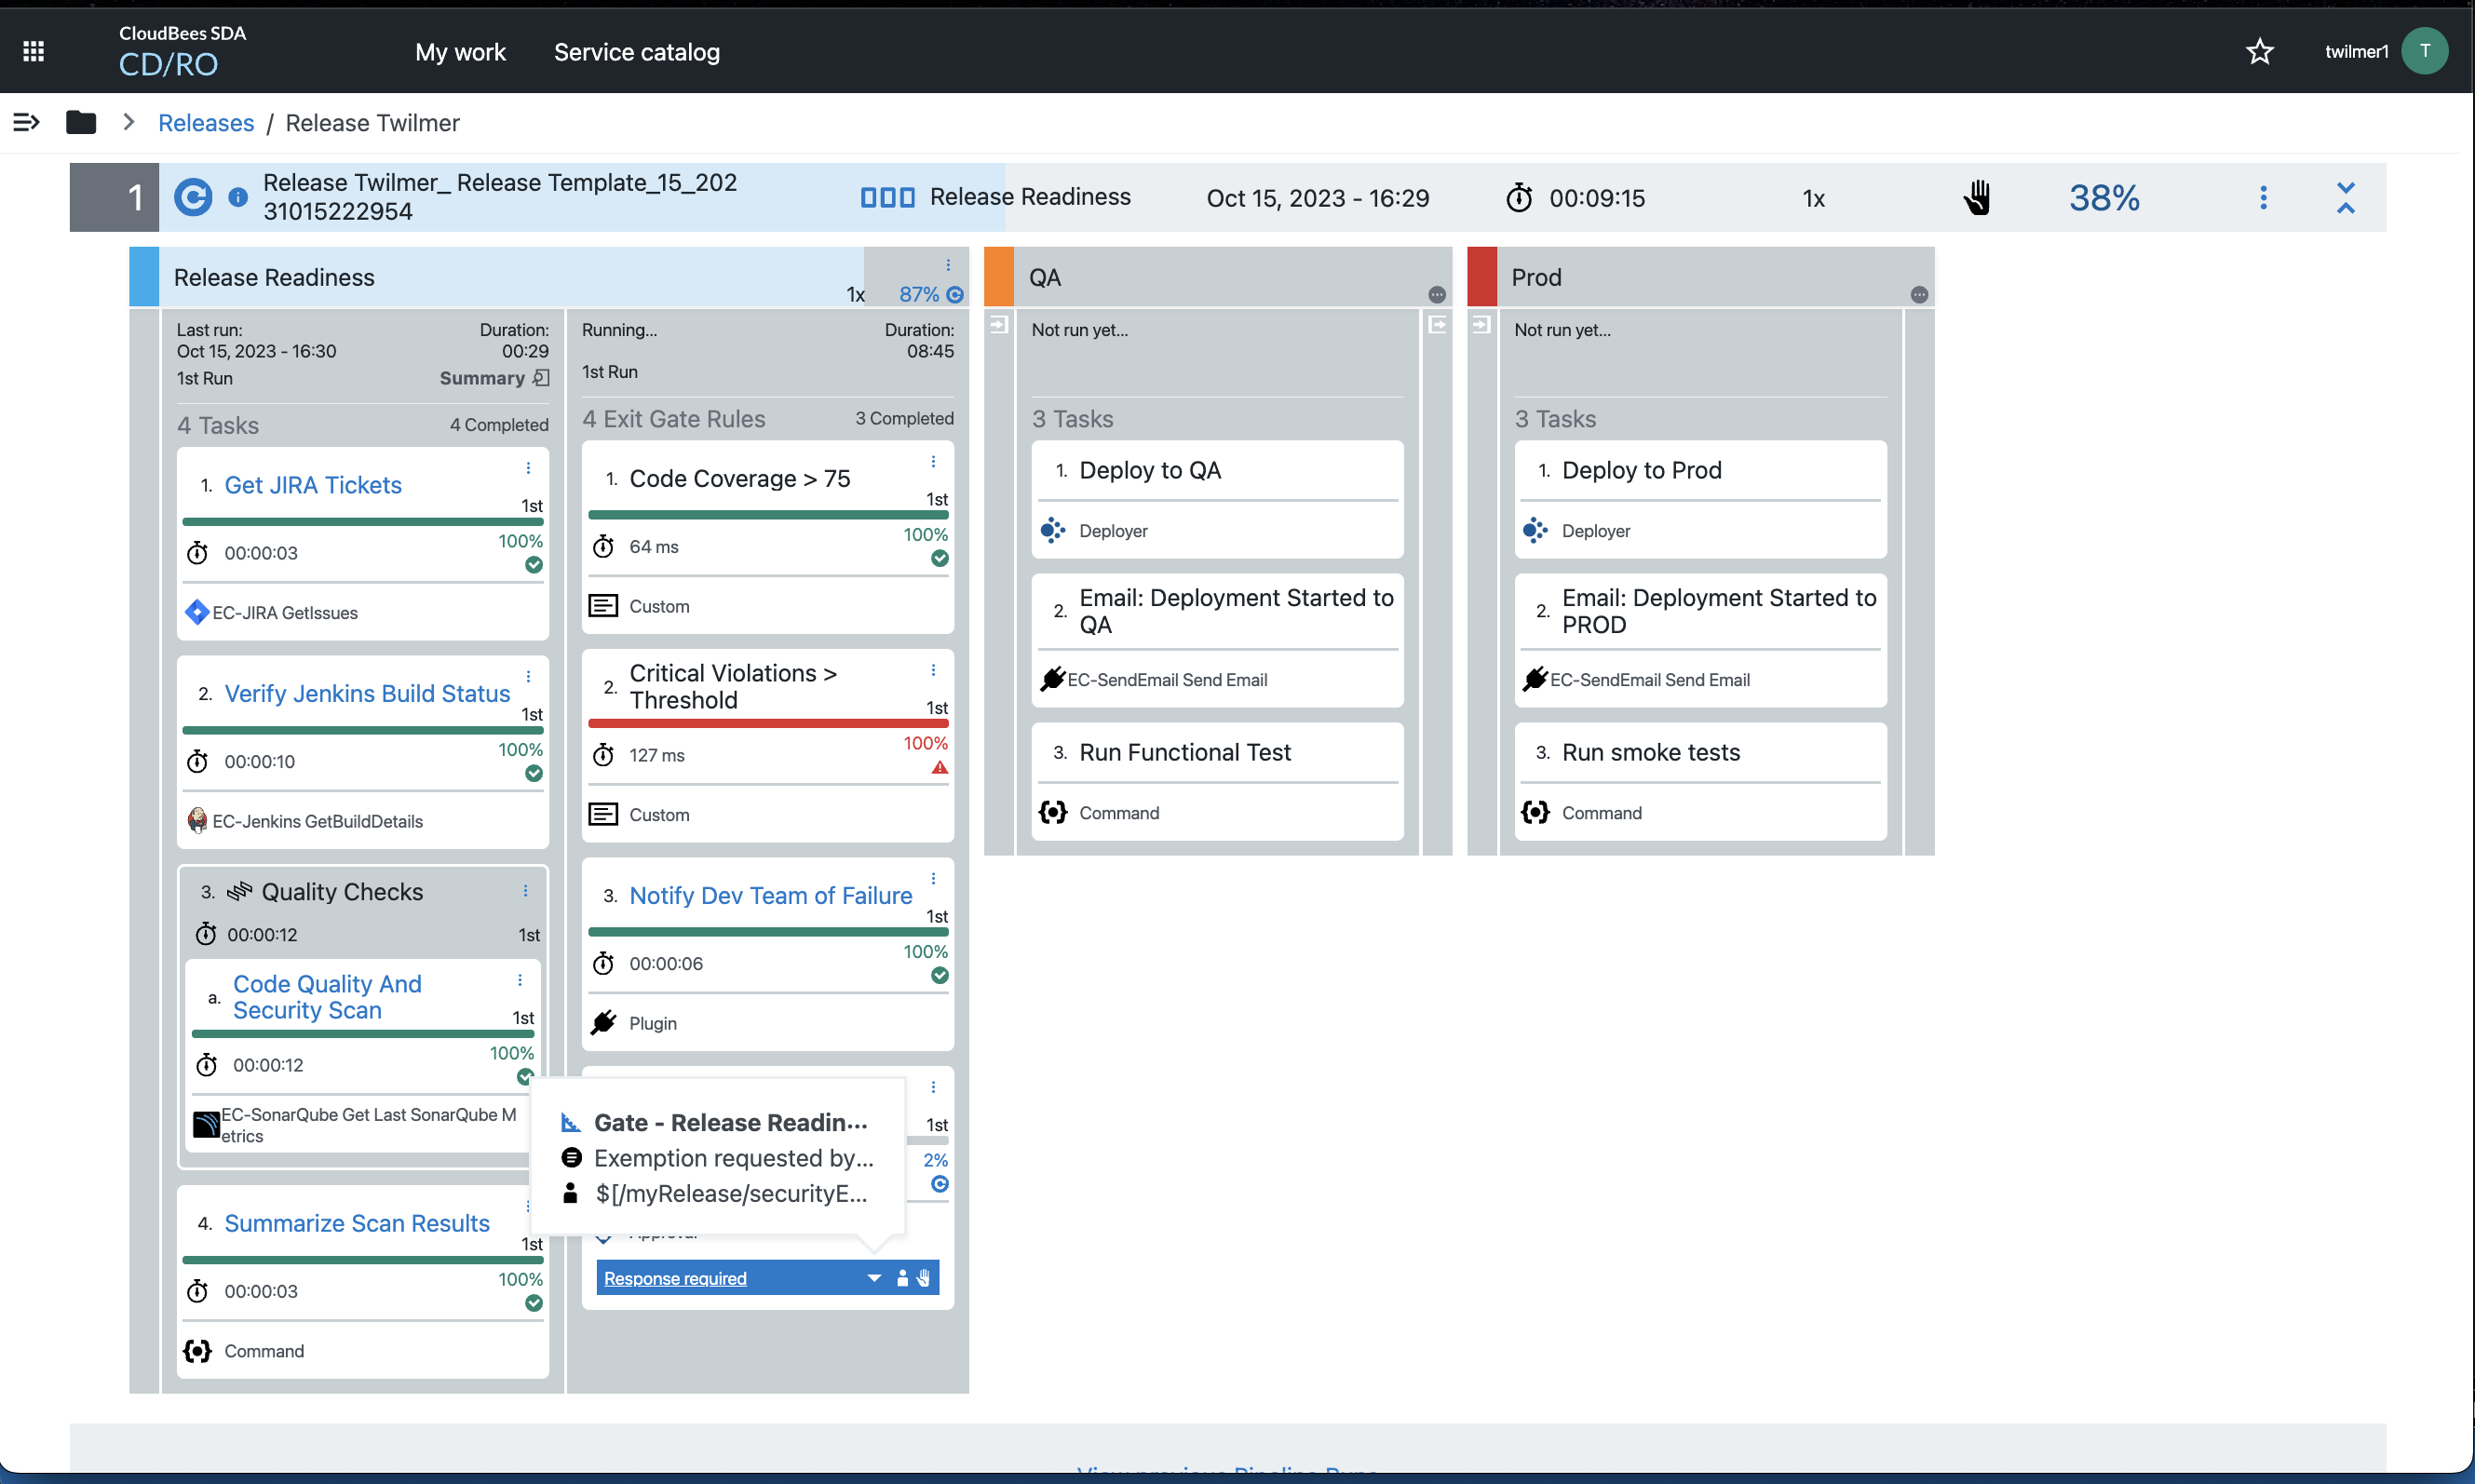 CloudBees SDA
CD/RO
My work
Service catalog
twilmer1
T
Releases / Release Twilmer
1
Release Twilmer_ Release Template_15_202
31015222954
Release Readiness
Oct 15, 2023 - 16:29
00:09:15
1x
38%
Release Readiness
1x
87%
Last run:
Duration:
Oct 15, 2023 - 16:30
00:29
1st Run
Summary
4 Tasks
4 Completed
1. Get JIRA Tickets
1st
100%
00:00:03
EC-JIRA GetIssues
2. Verify Jenkins Build Status
1st
100%
00:00:10
EC-Jenkins GetBuildDetails
3. Quality Checks
00:00:12
1st
a. Code Quality And
Security Scan
1st
100%
00:00:12
EC-SonarQube Get Last SonarQube M
etrics
4. Summarize Scan Results
1st
100%
00:00:03
Command
Running...
Duration:
08:45
1st Run
4 Exit Gate Rules
3 Completed
1. Code Coverage > 75
1st
100%
64 ms
Custom
2. Critical Violations >
Threshold
1st
100%
127 ms
Custom
3. Notify Dev Team of Failure
1st
100%
00:00:06
Plugin
1st
2%
Gate - Release Readin...
Exemption requested by...
$[/myRelease/securityE...
Approval
Response required
QA
Not run yet...
3 Tasks
1. Deploy to QA
Deployer
2. Email: Deployment Started to
QA
EC-SendEmail Send Email
3. Run Functional Test
Command
Prod
Not run yet...
3 Tasks
1. Deploy to Prod
Deployer
2. Email: Deployment Started to
PROD
EC-SendEmail Send Email
3. Run smoke tests
Command
View previous Pipeline Runs